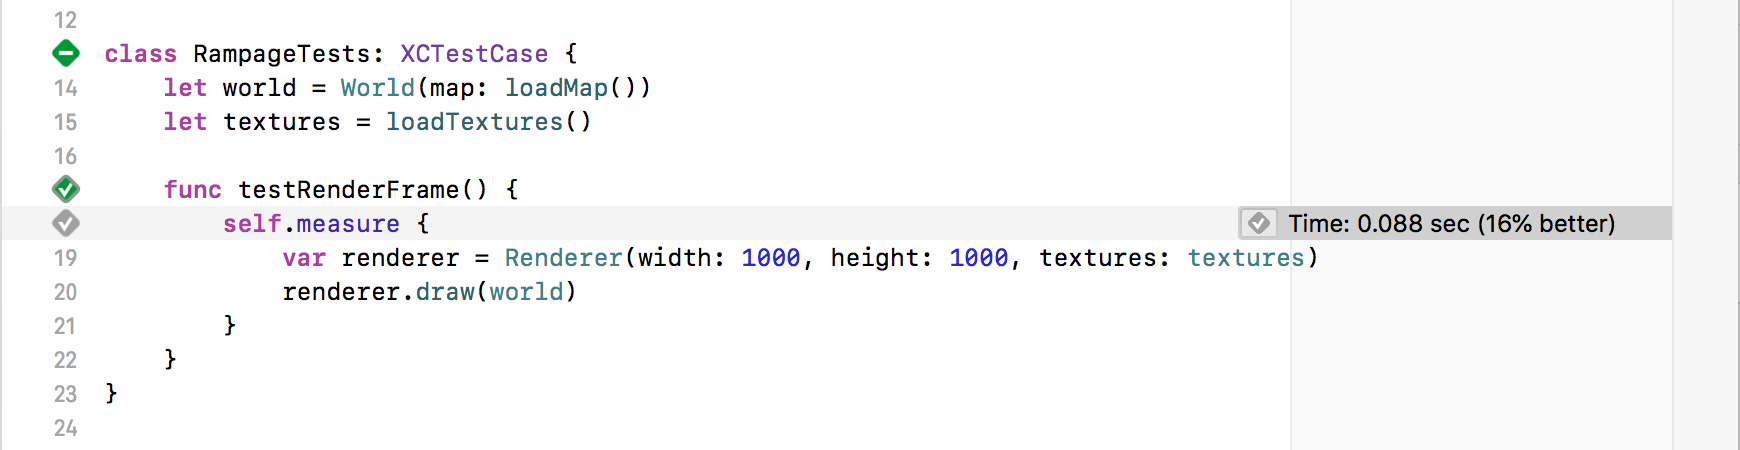 12
class RampageTests: XCTestCase {
14 let world = World(map: loadMap())
15 let textures = loadTextures()
16
func testRenderFrame() {
self.measure { Time: 0.088 sec (16% better)
19 var renderer = Renderer(width: 1000, height: 1000, textures: textures)
20 renderer.draw(world)
21 }
22 }
23 }
24